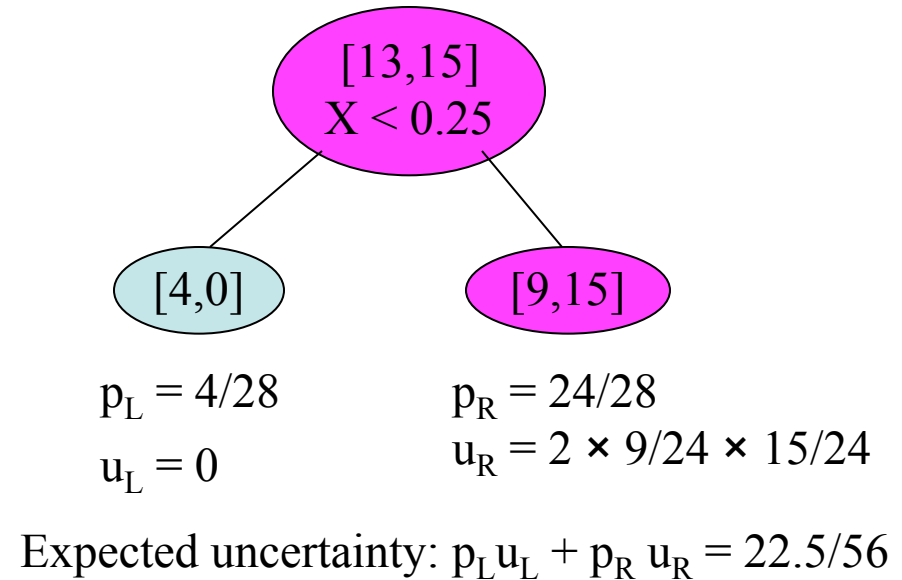 [13,15]
X < 0.25
[4,0]
[9,15]
p_L = 4/28
u_L = 0
p_R = 24/28
u_R = 2 × 9/24 × 15/24
Expected uncertainty: p_L u_L + p_R u_R = 22.5/56